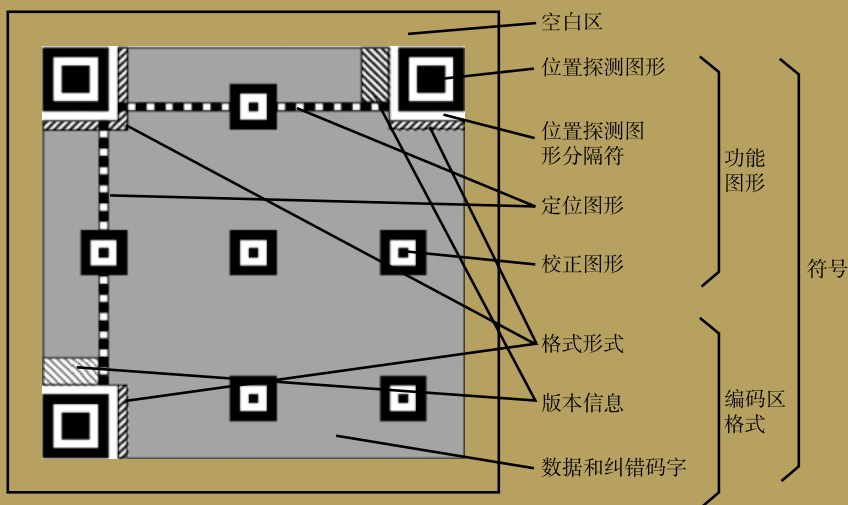 空白区
位置探测图形
位置探测图
形分隔符
定位图形
校正图形
格式形式
版本信息
数据和纠错码字
功能
图形
编码区
格式
符号